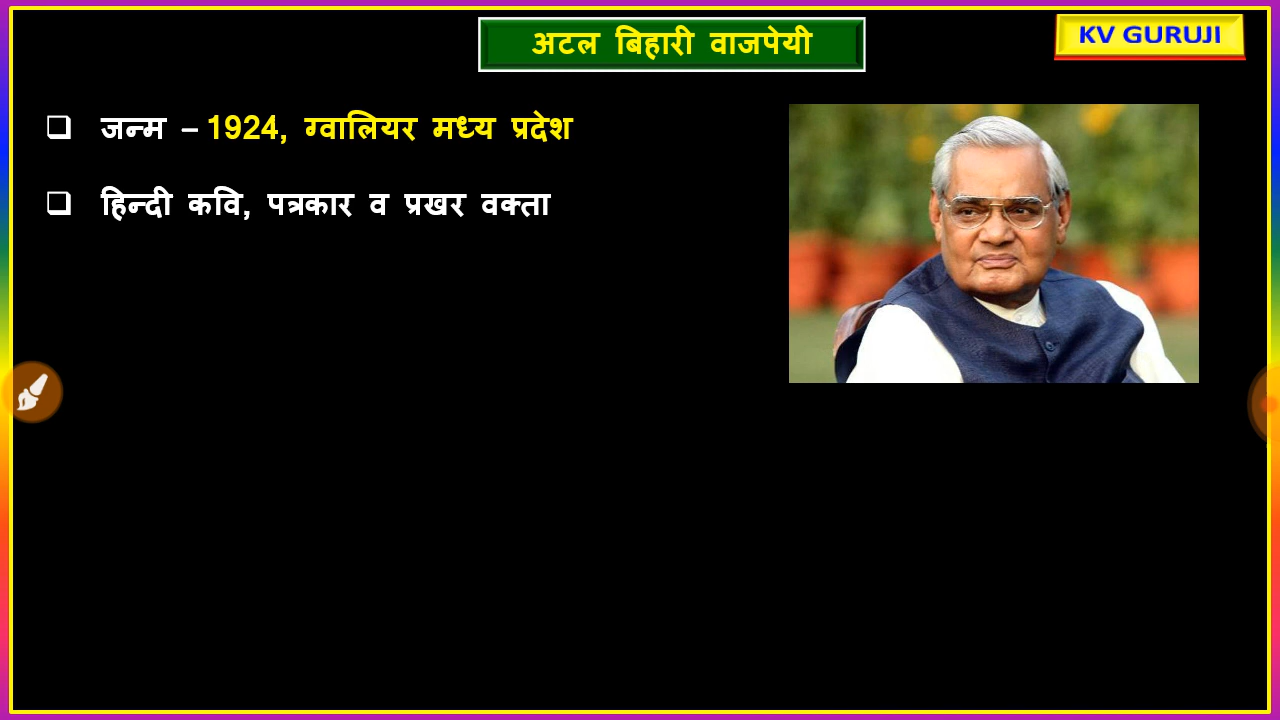 अटल बिहारी वाजपेयी
KV GURUJI
जन्म – 1924, ग्वालियर मध्य प्रदेश
हिन्दी कवि, पत्रकार व प्रखर वक्ता